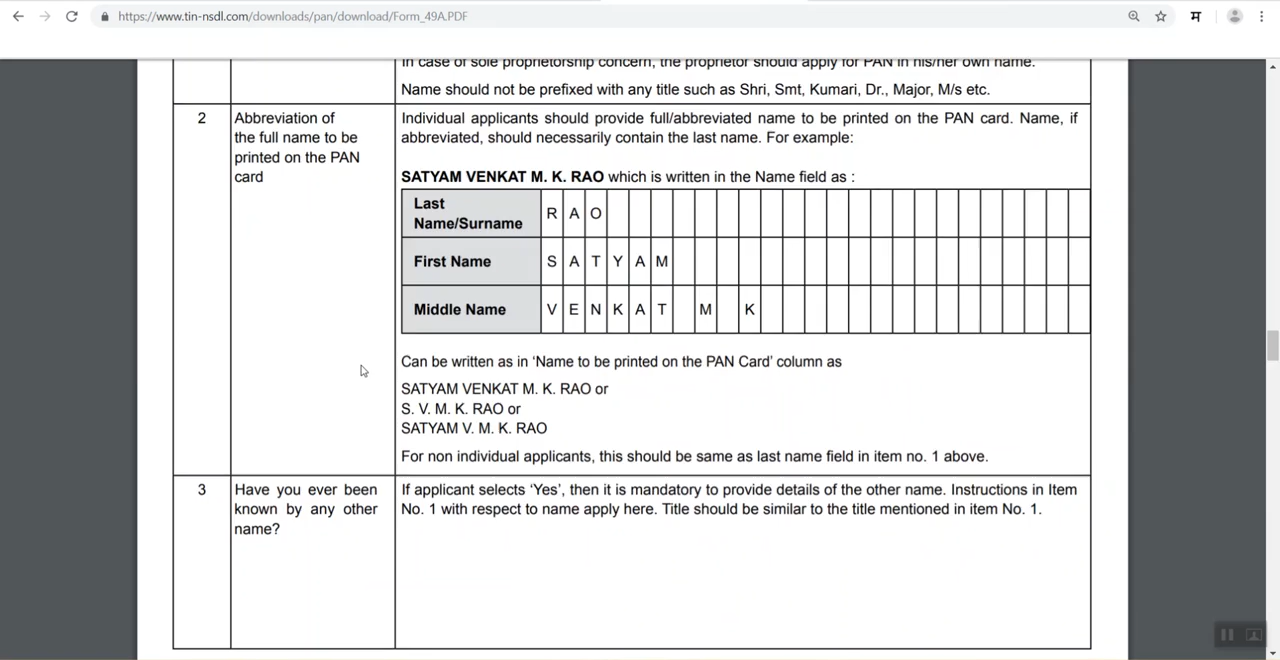 https://www.tin-nsdl.com/downloads/pan/download/Form_49A.PDF
म
In case of sole proprietorship concern, the proprietor should apply for PAN in his/her own name.
Name should not be prefixed with any title such as Shri, Smt, Kumari, Dr., Major, M/s etc.
2
Abbreviation of
the full name to be
printed on the PAN
card
Individual applicants should provide full/abbreviated name to be printed on the PAN card. Name, if
abbreviated, should necessarily contain the last name. For example:
SATYAM VENKAT M. K. RAO which is written in the Name field as :
Last
Name/Surname
R A O
First Name
S A T Y A M
Middle Name
V E N K A T M K
Can be written as in ‘Name to be printed on the PAN Card’ column as
SATYAM VENKAT M. K. RAO or
S. V. M. K. RAO or
SATYAM V. M. K. RAO
For non individual applicants, this should be same as last name field in item no. 1 above.
3
Have you ever been
known by any other
name?
If applicant selects ‘Yes’, then it is mandatory to provide details of the other name. Instructions in Item
No. 1 with respect to name apply here. Title should be similar to the title mentioned in item No. 1.